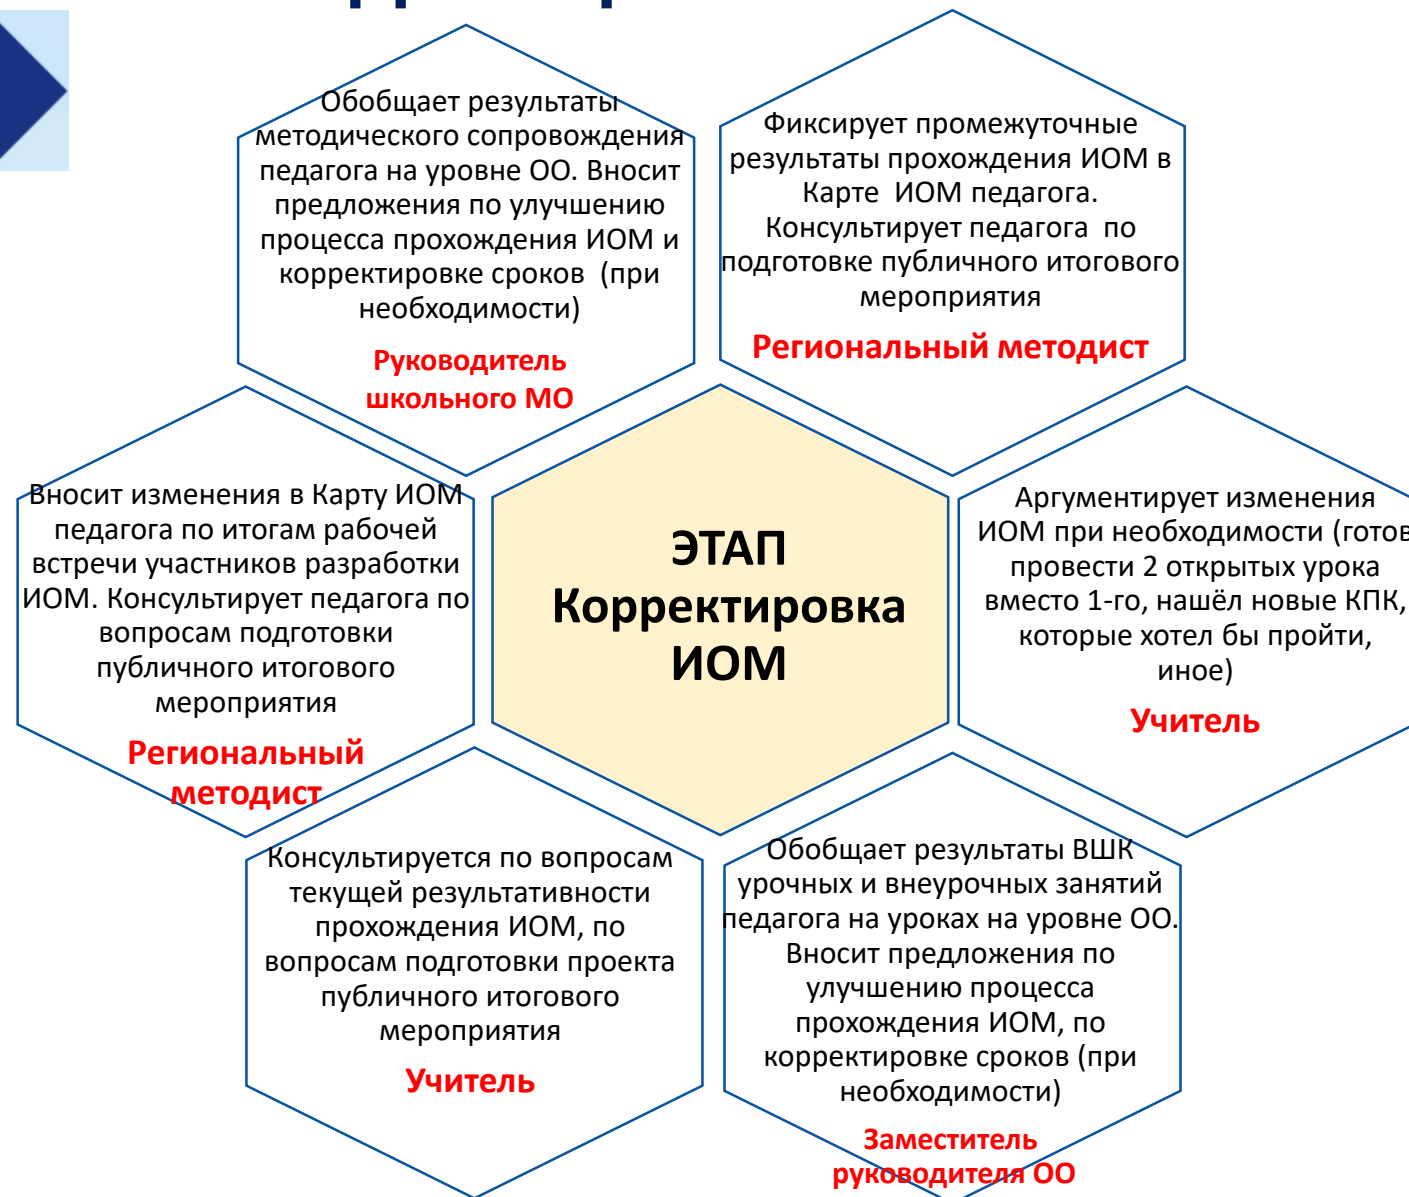 Обобщает результаты
методического сопровождения
педагога на уровне ОО. Вносит
предложения по улучшению
процесса прохождения ИОМ и
корректировке сроков (при
необходимости)
Руководитель
школьного МО
Фиксирует промежуточные
результаты прохождения ИОМ в
Карте ИОМ педагога.
Консультирует педагога по
подготовке публичного итогового
мероприятия
Региональный методист
Вносит изменения в Карту ИОМ
педагога по итогам рабочей
встречи участников разработки
ИОМ. Консультирует педагога по
вопросам подготовки
публичного итогового
мероприятия
Региональный
методист
ЭТАП
Корректировка
ИОМ
Аргументирует изменения
ИОМ при необходимости (готов
провести 2 открытых урока
вместо 1-го, нашёл новые КПК,
которые хотел бы пройти,
иное)
Учитель
Консультируется по вопросам
текущей результативности
прохождения ИОМ, по
вопросам подготовки проекта
публичного итогового
мероприятия
Учитель
Обобщает результаты ВШК
урочных и внеурочных занятий
педагога на уроках на уровне ОО.
Вносит предложения по
улучшению процесса
прохождения ИОМ, по
корректировке сроков (при
необходимости)
Заместитель
руководителя ОО